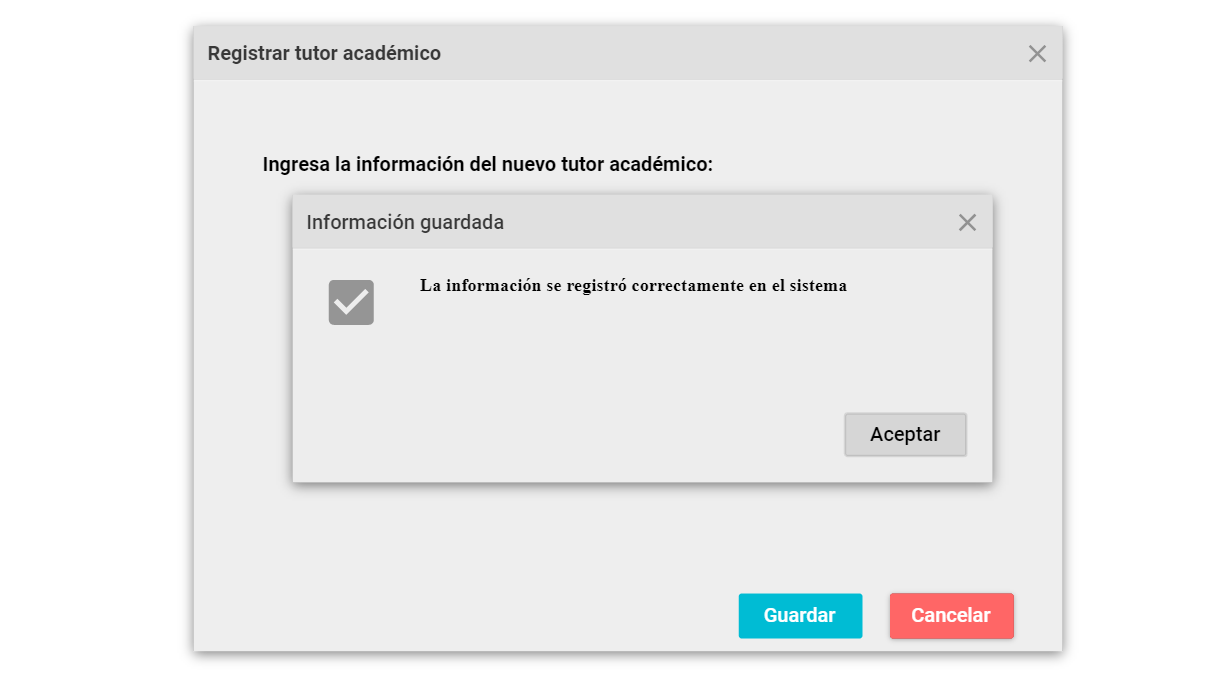 Registrar tutor académico
Ingresa la información del nuevo tutor académico:
Información guardada
La información se registró correctamente en el sistema
Aceptar
Guardar
Cancelar